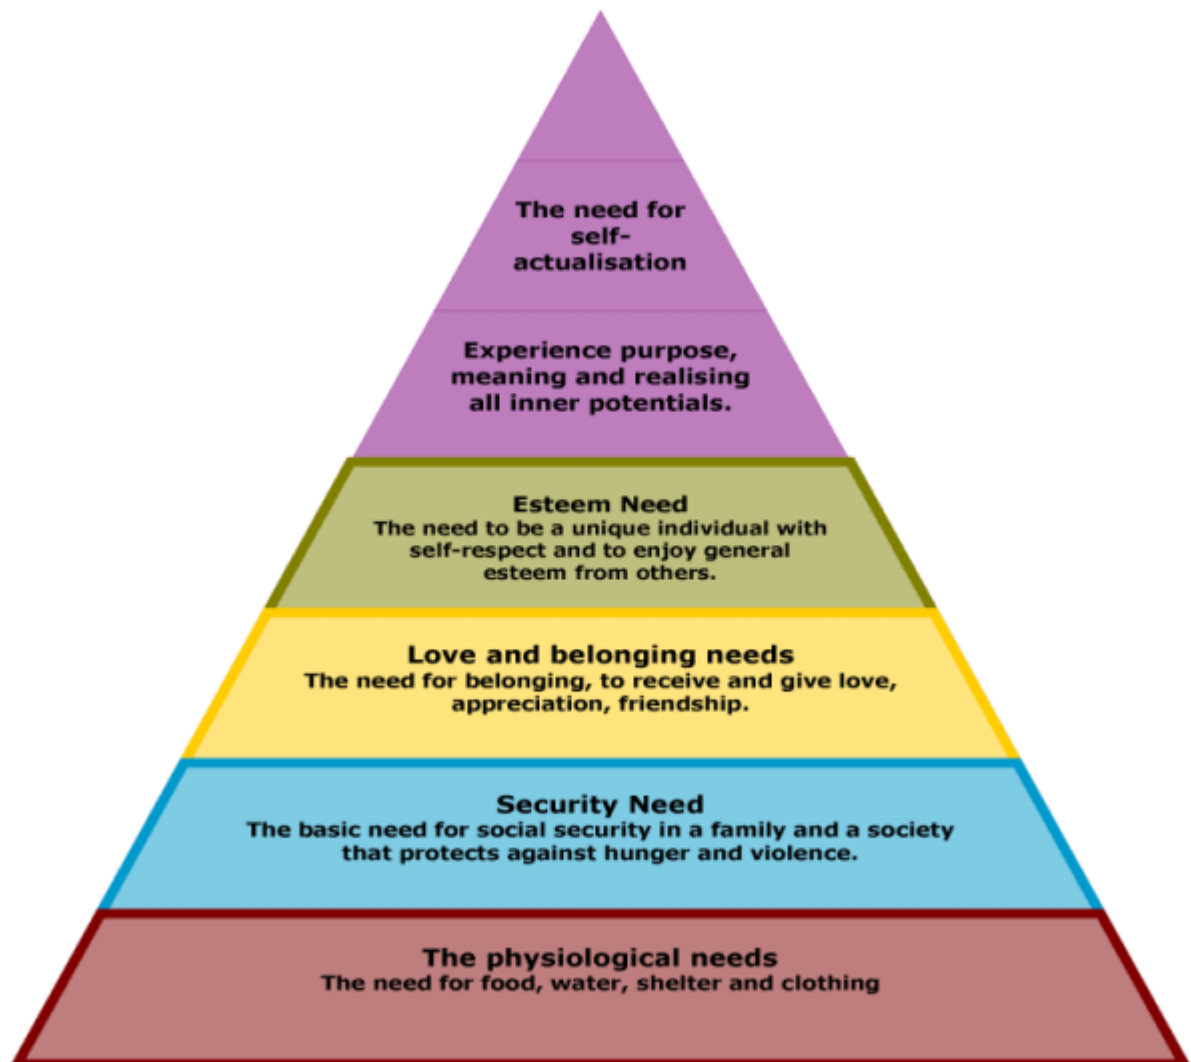 The need for
self-
actualisation
Experience purpose,
meaning and realising
all inner potentials.
Esteem Need
The need to be a unique individual with
self-respect and to enjoy general
esteem from others.
Love and belonging needs
The need for belonging, to receive and give love,
appreciation, friendship.
Security Need
The basic need for social security in a family and a society
that protects against hunger and violence.
The physiological needs
The need for food, water, shelter and clothing